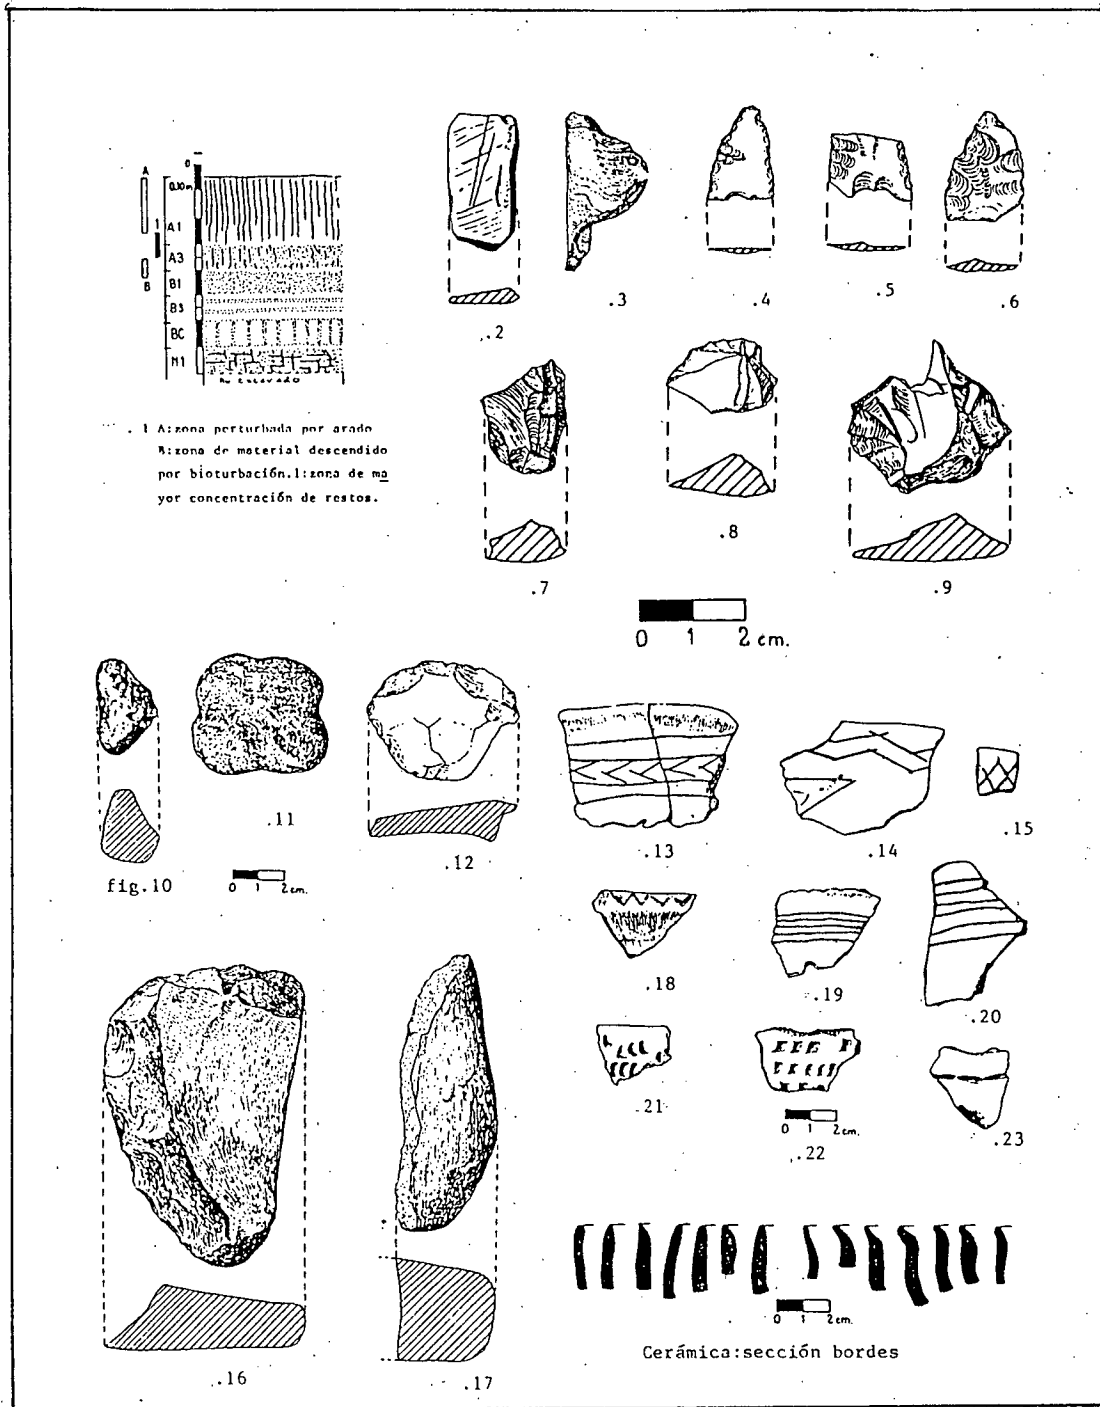 A
0
0.10m
A1
1
A3
B
B1
B3
BC
M1
No excavado
.1 A:zona perturbada por arado
B:zona de material descendido
por bioturbación.1:zona de ma
yor concentración de restos.
.2
.3
.4
.5
.6
.7
.8
.9
0 1 2 cm.
fig.10
.11
0 1 2cm.
.12
.13
.14
.15
.16
.17
.18
.19
.20
.21
0 1 2cm.
.22
.23
0 1 2cm.
Cerámica:sección bordes